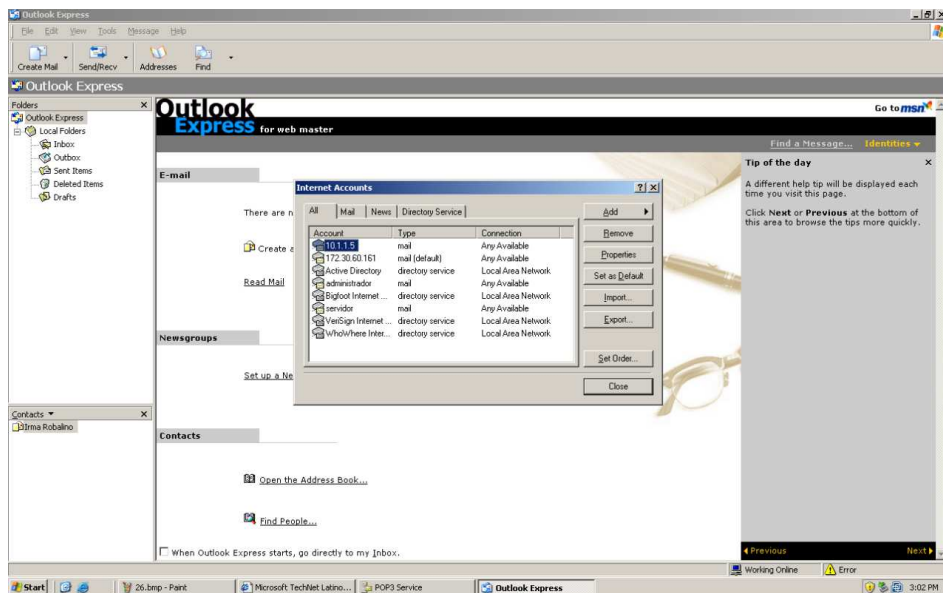 Outlook Express
File Edit View Tools Message Help
Create Mail Send/Recv Addresses Find
Outlook Express
Folders
Outlook Express
Local Folders
Inbox
Outbox
Sent Items
Deleted Items
Drafts
Contacts
Irma Robalino
Outlook
Express for web master
Go to msn
Find a Message... Identities
E-mail
There are n
Create a
Read Mail
Newsgroups
Set up a Ne
Contacts
Open the Address Book...
Find People...
When Outlook Express starts, go directly to my Inbox.
Internet Accounts
All Mail News Directory Service
Account Type Connection
10.1.1.5 mail Any Available
172.30.60.161 mail (default) Any Available
Active Directory directory service Local Area Network
administrador mail Any Available
Bigfoot Internet ... directory service Local Area Network
servidor mail Any Available
VeriSign Internet ... directory service Local Area Network
WhoWhere Inter... directory service Local Area Network
Add
Remove
Properties
Set as Default
Import...
Export...
Set Order...
Close
Tip of the day
A different help tip will be displayed each
time you visit this page.
Click Next or Previous at the bottom of
this area to browse the tips more quickly.
Previous Next
Working Online Error
Start 26.bmp - Paint Microsoft TechNet Latino... POP3 Service Outlook Express 3:02 PM